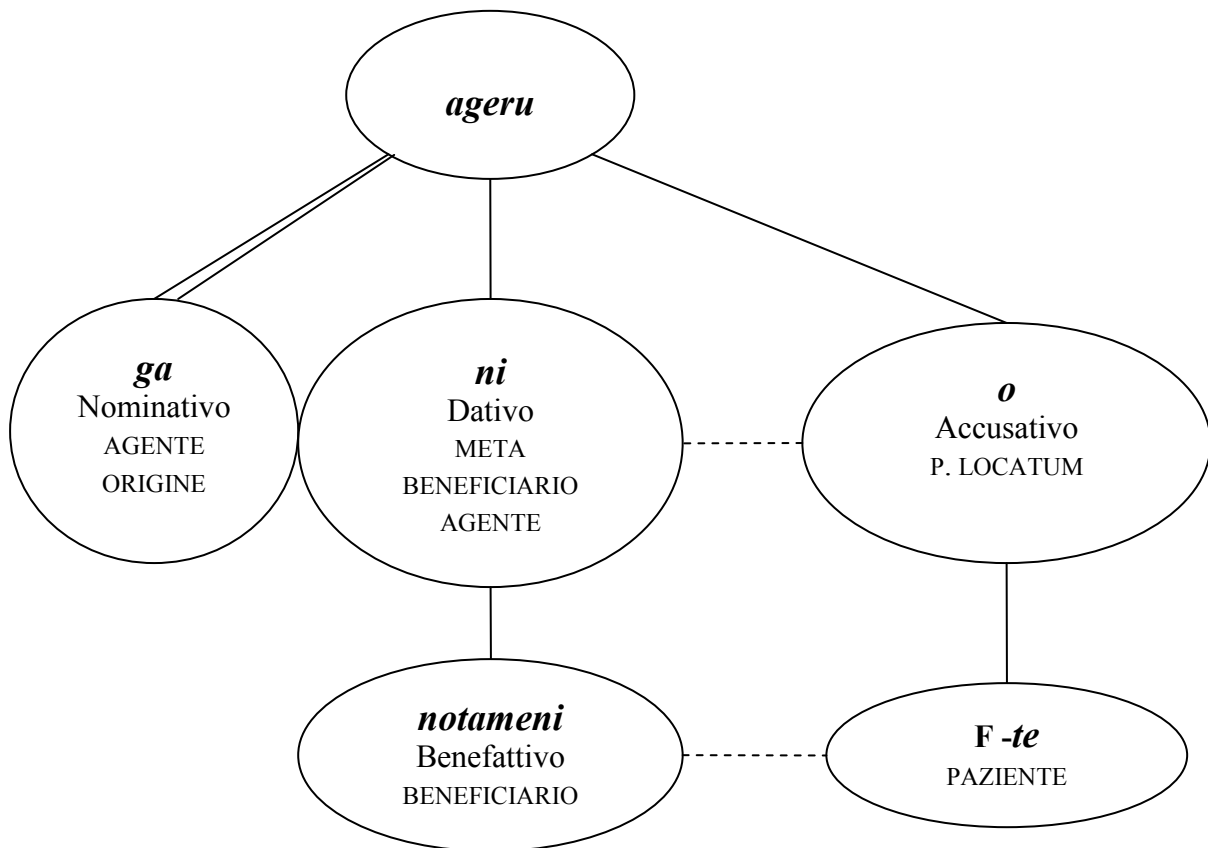 ageru
ga
Nominativo
AGENTE
ORIGINE
ni
Dativo
META
BENEFICIARIO
AGENTE
o
Accusativo
P. LOCATUM
notameni
Benefattivo
BENEFICIARIO
F -te
PAZIENTE